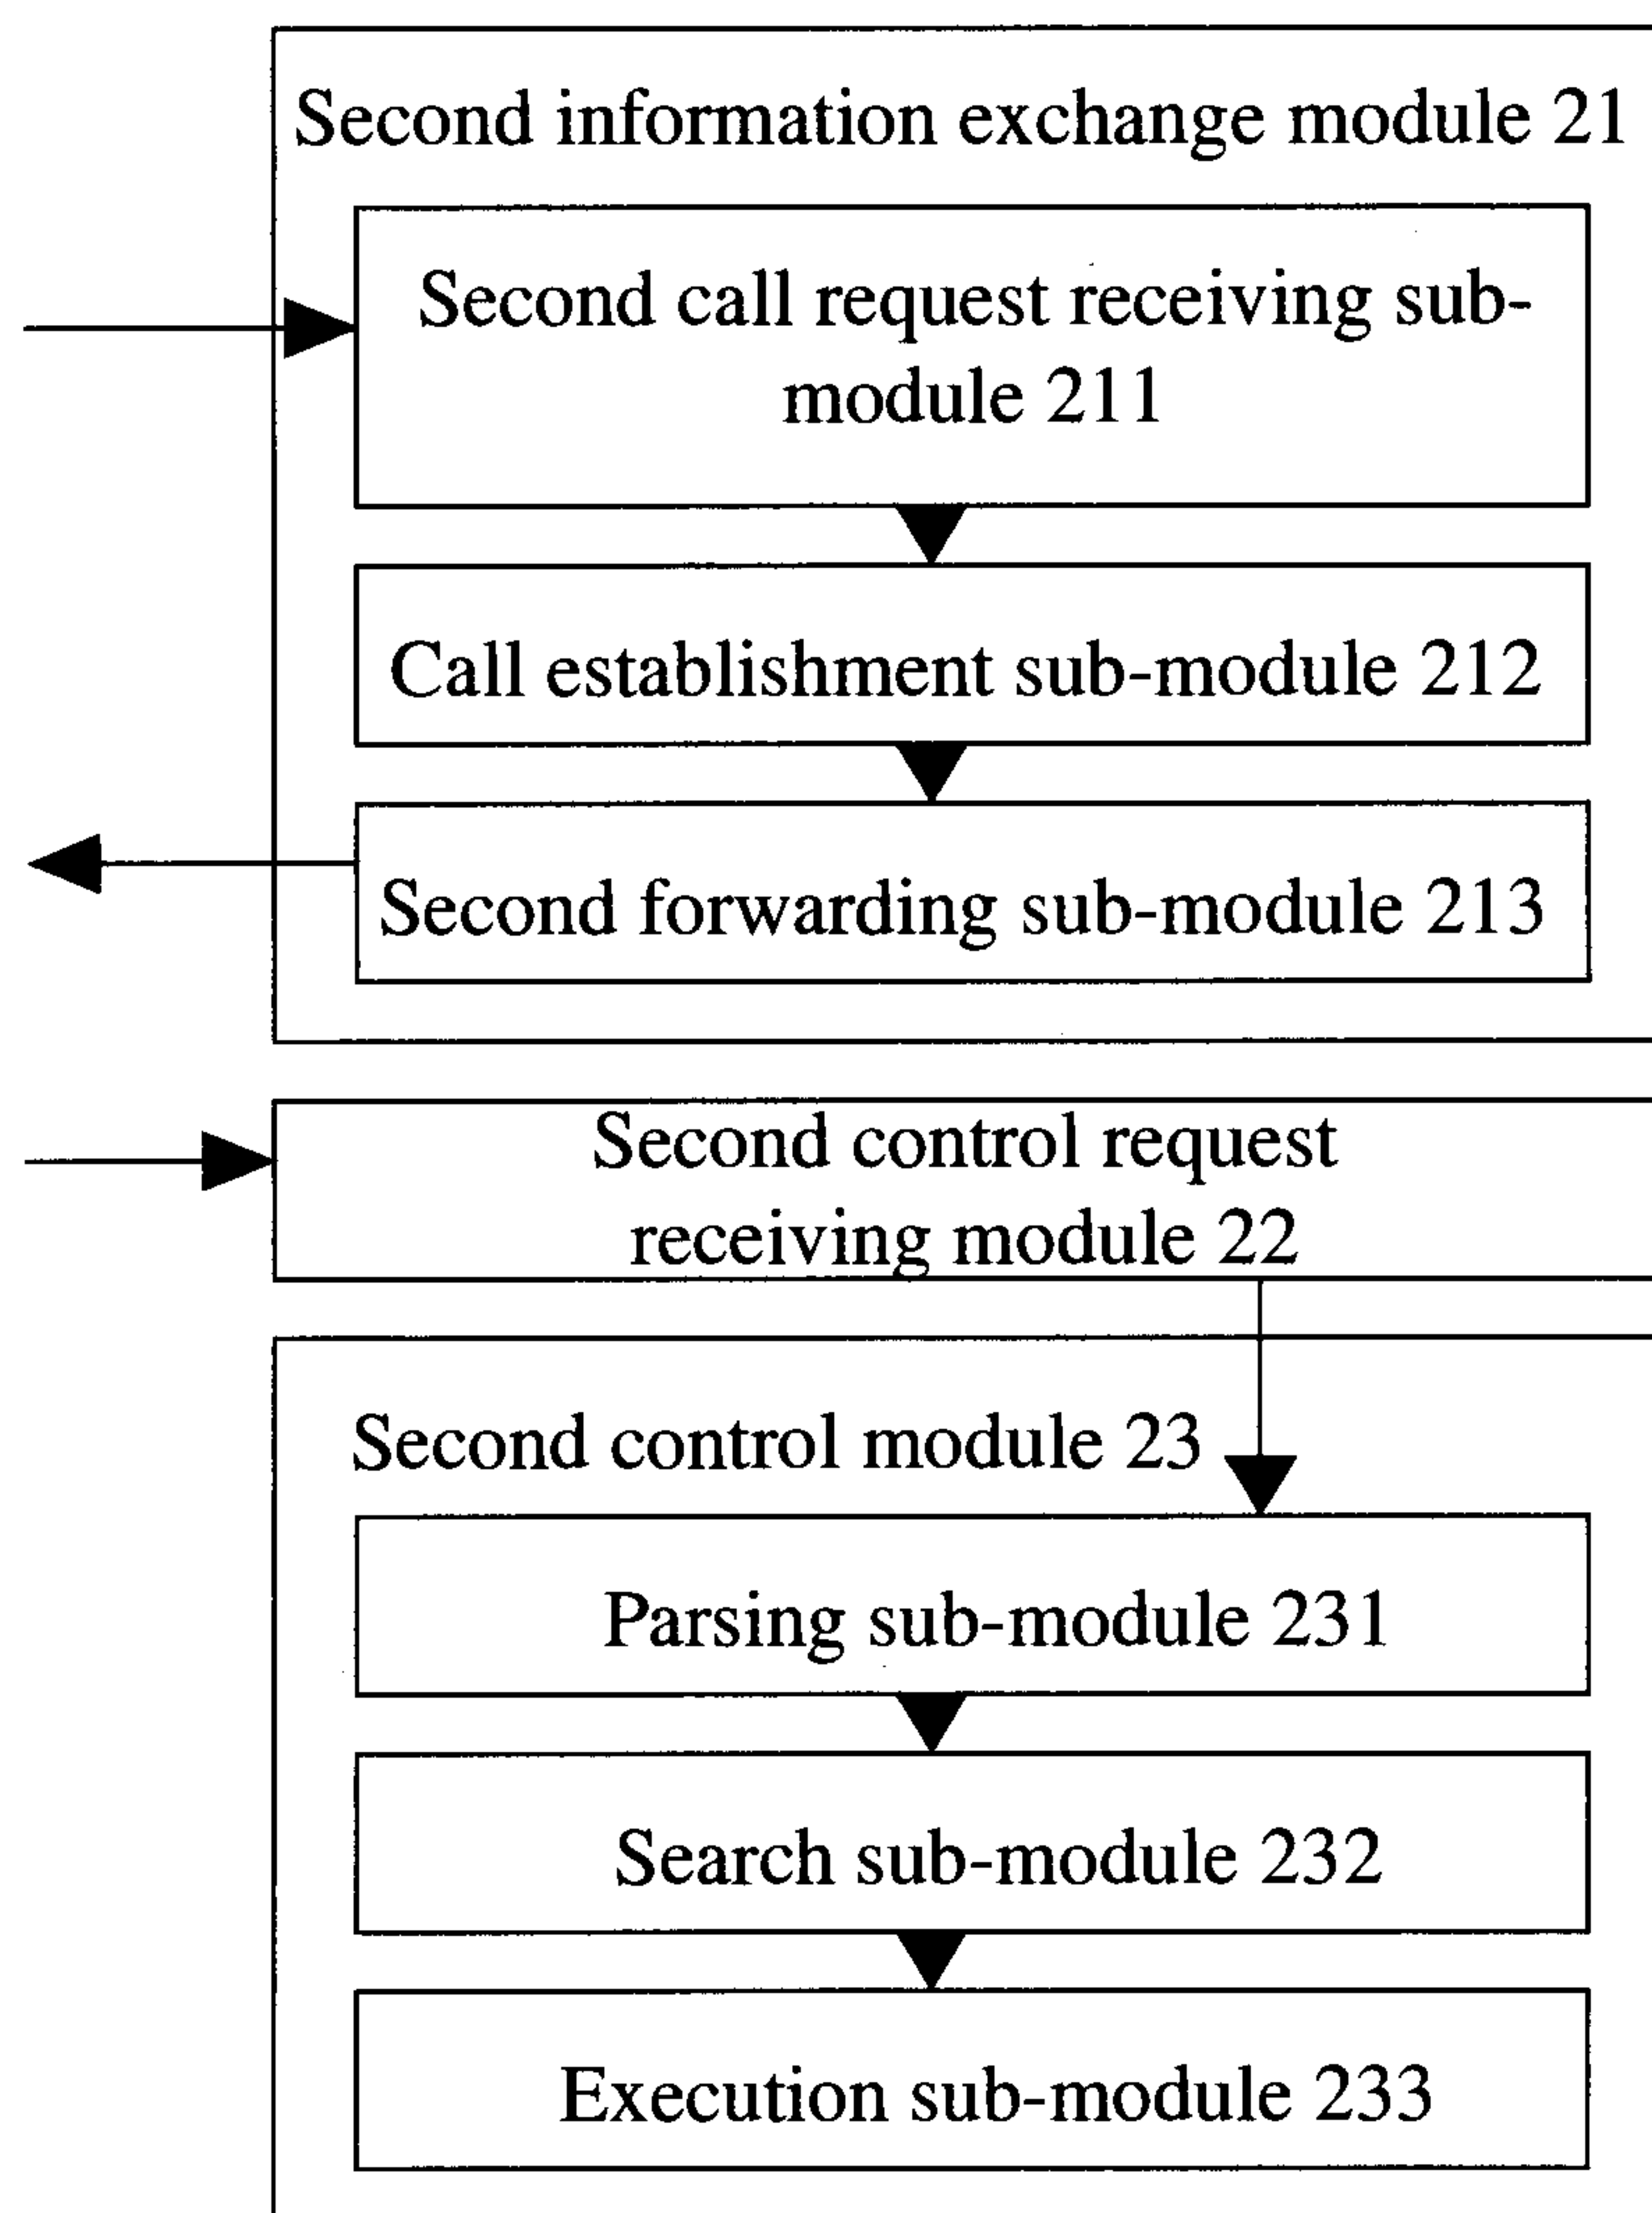 Second information exchange module 21
Second call request receiving sub-
module 211
Call establishment sub-module 212
Second forwarding sub-module 213
Second control request
receiving module 22
Second control module 23
Parsing sub-module 231
Search sub-module 232
Execution sub-module 233